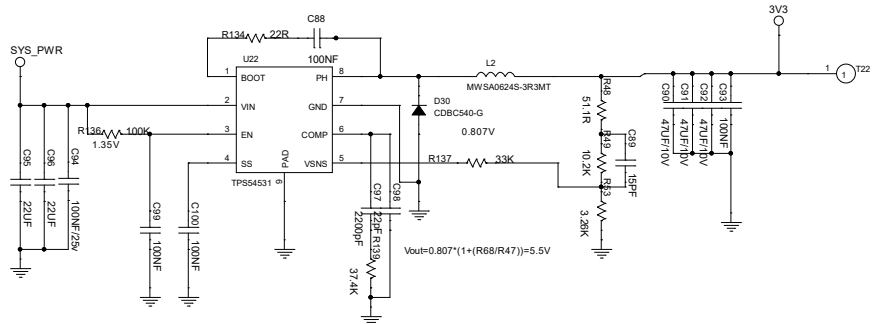 3V3
C88
R134
22R
SYS_PWR
U22
100NF
L2
1
T22
1
1
BOOT
PH
8
MWSA0624S-3R3MT
R48
51.1R
C90
47UF/10V
C91
47UF/10V
C92
47UF/10V
C93
100NF
2
VIN
GND
7
D30
CDBC540-G
R136
100K
1.35V
3
EN
COMP
6
0.807V
R49
10.2K
C89
15PF
4
SS
PAD
VSNS
5
R137
33K
C95
22UF
C96
22UF
C94
100NF/25v
TPS54531
9
R53
3.26K
C99
100NF
C100
100NF
C97
2200pF
C98
22pF
R139
37.4K
Vout=0.807*(1+(R68/R47))=5.5V